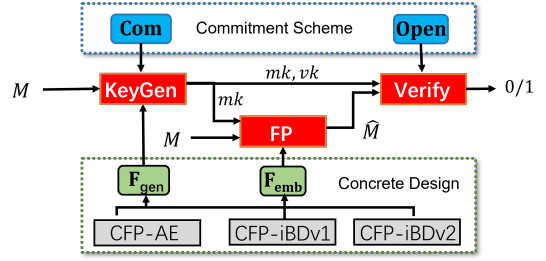 Com
Commitment Scheme
Open
M
KeyGen
mk, vk
Verify
0/1
mk
M
FP
M̂
F_gen
F_emb
Concrete Design
CFP-AE
CFP-iBDv1
CFP-iBDv2